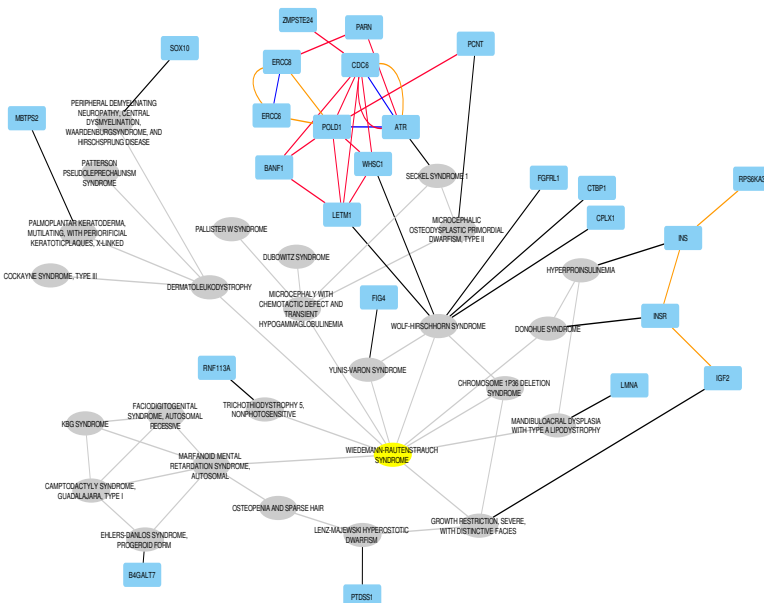 ZMPSTE24
PARN
SOX10
PCNT
ERCC8
CDC6
MBTPS2
PERIPHERAL DEMYELINATING
NEUROPATHY, CENTRAL
DYSMYELINATION,
WAARDENBURGSYNDROME, AND
HIRSCHSPRUNG DISEASE
ERCC6
POLD1
ATR
PATTERSON
PSEUDOLEPRECHAUNISM
SYNDROME
BANF1
WHSC1
SECKEL SYNDROME 1
FGFRL1
CTBP1
RPS6KA3
PALMOPLANTAR KERATODERMA,
MUTILATING, WITH PERIORIFICIAL
KERATOTICPLAQUES, X-LINKED
PALLISTER W SYNDROME
LETM1
MICROCEPHALIC
OSTEODYSPLASTIC PRIMORDIAL
DWARFISM, TYPE II
CPLX1
INS
DUBOWITZ SYNDROME
COCKAYNE SYNDROME, TYPE III
DERMATOLEUKODYSTROPHY
HYPERPROINSULINEMIA
MICROCEPHALY WITH
CHEMOTACTIC DEFECT AND
TRANSIENT
HYPOGAMMAGLOBULINEMIA
FIG4
WOLF-HIRSCHHORN SYNDROME
DONOHUE SYNDROME
INSR
RNF113A
YUNIS-VARON SYNDROME
CHROMOSOME 1P36 DELETION
SYNDROME
LMNA
IGF2
FACIODIGITOGENITAL
SYNDROME, AUTOSOMAL
RECESSIVE
TRICHOTHIODYSTROPHY 5,
NONPHOTOSENSITIVE
KBG SYNDROME
MANDIBULOACRAL DYSPLASIA
WITH TYPE A LIPODYSTROPHY
MARFANOID MENTAL
RETARDATION SYNDROME,
AUTOSOMAL
WIEDEMANN-RAUTENSTRAUCH
SYNDROME
CAMPTODACTYLY SYNDROME,
GUADALAJARA, TYPE I
OSTEOPENIA AND SPARSE HAIR
EHLERS-DANLOS SYNDROME,
PROGEROID FORM
LENZ-MAJEWSKI HYPEROSTOTIC
DWARFISM
GROWTH RESTRICTION, SEVERE,
WITH DISTINCTIVE FACIES
B4GALT7
PTDSS1